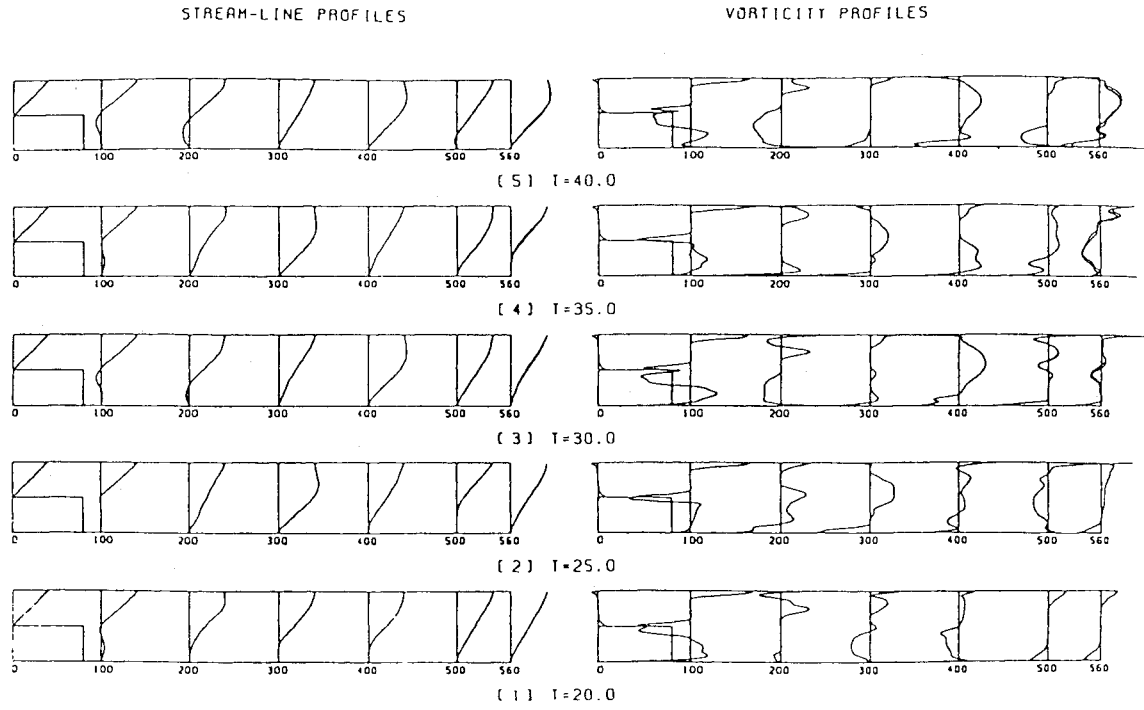 STREAM-LINE PROFILES VORTICITY PROFILES
0 100 200 300 400 500 560 0 100 200 300 400 500 560
[5] T=40.0
0 100 200 300 400 500 560 0 100 200 300 400 500 560
[4] T=35.0
0 100 200 300 400 500 560 0 100 200 300 400 500 560
[3] T=30.0
0 100 200 300 400 500 560 0 100 200 300 400 500 560
[2] T=25.0
0 100 200 300 400 500 560 0 100 200 300 400 500 560
[1] T=20.0